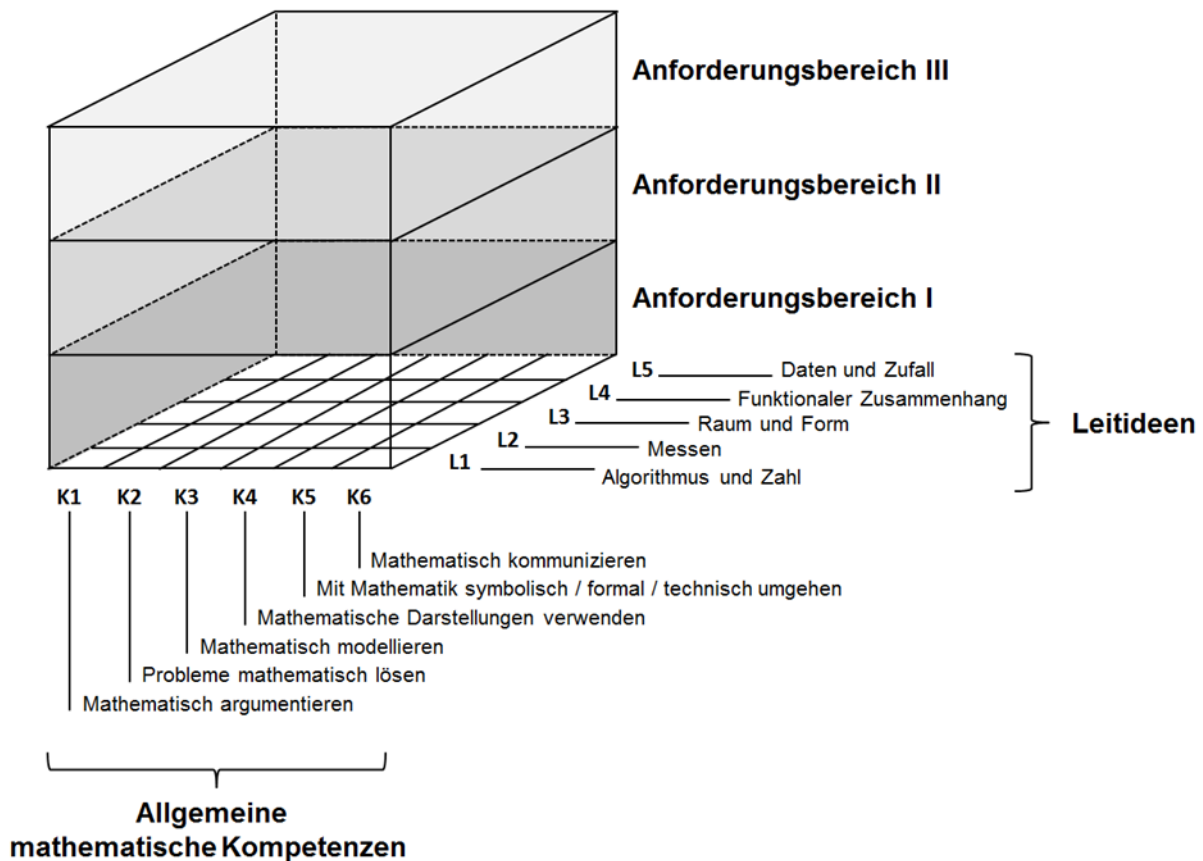 Anforderungsbereich III
Anforderungsbereich II
Anforderungsbereich I
L5 Daten und Zufall
L4 Funktionaler Zusammenhang
L3 Raum und Form
L2 Messen
L1 Algorithmus und Zahl
Leitideen
K1 K2 K3 K4 K5 K6
Mathematisch kommunizieren
Mit Mathematik symbolisch / formal / technisch umgehen
Mathematische Darstellungen verwenden
Mathematisch modellieren
Probleme mathematisch lösen
Mathematisch argumentieren
Allgemeine
mathematische Kompetenzen